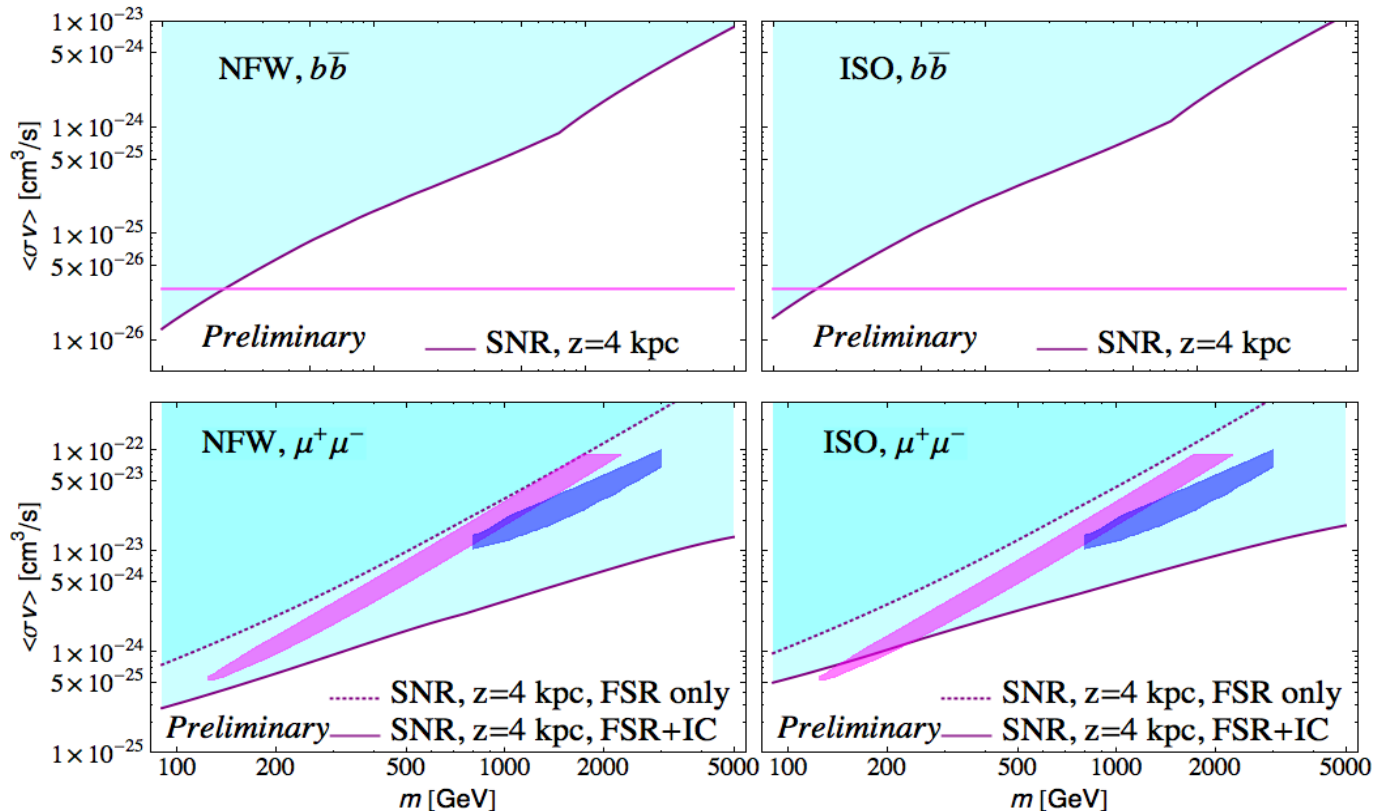 1×10⁻²³
5×10⁻²⁴
1×10⁻²⁴
5×10⁻²⁵
1×10⁻²⁵
5×10⁻²⁶
1×10⁻²⁶
<σv> [cm³/s]
NFW, bb̅
Preliminary
SNR, z=4 kpc
ISO, bb̅
Preliminary
SNR, z=4 kpc
1×10⁻²²
5×10⁻²³
1×10⁻²³
5×10⁻²⁴
1×10⁻²⁴
5×10⁻²⁵
1×10⁻²⁵
<σv> [cm³/s]
NFW, μ⁺μ⁻
SNR, z=4 kpc, FSR only
Preliminary
SNR, z=4 kpc, FSR+IC
ISO, μ⁺μ⁻
SNR, z=4 kpc, FSR only
Preliminary
SNR, z=4 kpc, FSR+IC
100 200 500 1000 2000 5000
m [GeV]
100 200 500 1000 2000 5000
m [GeV]